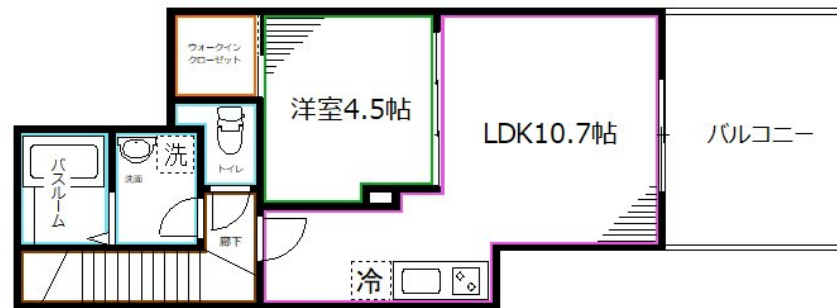 ウォークイン
クローゼット
洋室4.5帖
LDK10.7帖
バルコニー
洗
トイレ
洗面
バスルーム
廊下
冷